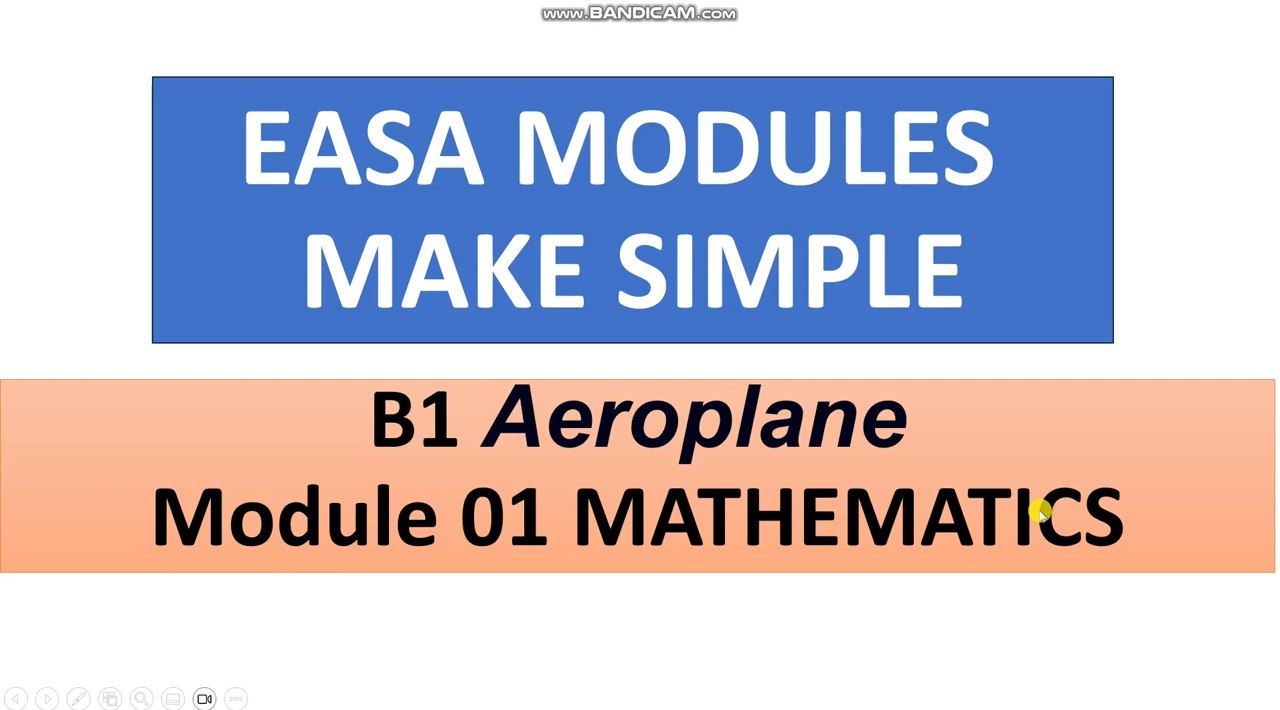 www.BANDICAM.com
EASA MODULES
MAKE SIMPLE
B1 Aeroplane
Module 01 MATHEMATICS